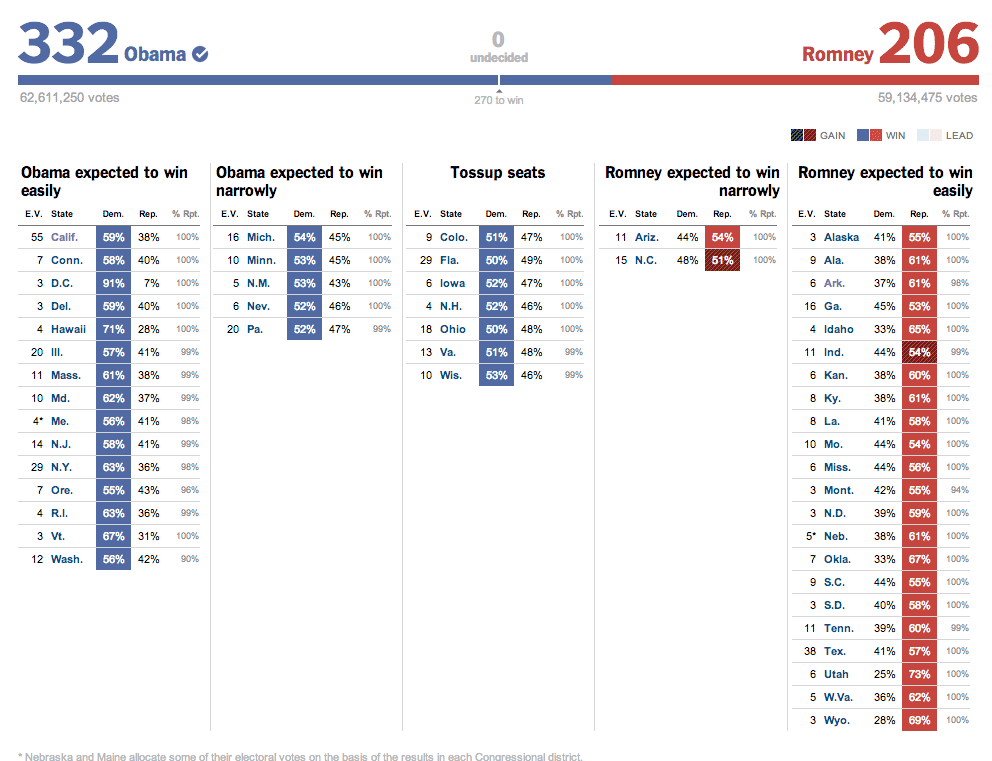 332 Obama
0
undecided
Romney 206
62,611,250 votes
270 to win
59,134,475 votes
GAIN WIN LEAD
Obama expected to win
easily
E.V. State Dem. Rep. % Rpt.
55 Calif. 59% 38% 100%
7 Conn. 58% 40% 100%
3 D.C. 91% 7% 100%
3 Del. 59% 40% 100%
4 Hawaii 71% 28% 100%
20 Ill. 57% 41% 99%
11 Mass. 61% 38% 99%
10 Md. 62% 37% 99%
4* Me. 56% 41% 98%
14 N.J. 58% 41% 99%
29 N.Y. 63% 36% 98%
7 Ore. 55% 43% 96%
4 R.I. 63% 36% 99%
3 Vt. 67% 31% 100%
12 Wash. 56% 42% 90%
Obama expected to win
narrowly
E.V. State Dem. Rep. % Rpt.
16 Mich. 54% 45% 100%
10 Minn. 53% 45% 100%
5 N.M. 53% 43% 100%
6 Nev. 52% 46% 100%
20 Pa. 52% 47% 99%
Tossup seats
E.V. State Dem. Rep. % Rpt.
9 Colo. 51% 47% 100%
29 Fla. 50% 49% 100%
6 Iowa 52% 47% 100%
4 N.H. 52% 46% 100%
18 Ohio 50% 48% 100%
13 Va. 51% 48% 99%
10 Wis. 53% 46% 99%
Romney expected to win
narrowly
E.V. State Dem. Rep. % Rpt.
11 Ariz. 44% 54% 100%
15 N.C. 48% 51% 100%
Romney expected to win
easily
E.V. State Dem. Rep. % Rpt.
3 Alaska 41% 55% 100%
9 Ala. 38% 61% 100%
6 Ark. 37% 61% 98%
16 Ga. 45% 53% 100%
4 Idaho 33% 65% 100%
11 Ind. 44% 54% 99%
6 Kan. 38% 60% 100%
8 Ky. 38% 61% 100%
8 La. 41% 58% 100%
10 Mo. 44% 54% 100%
6 Miss. 44% 56% 100%
3 Mont. 42% 55% 94%
3 N.D. 39% 59% 100%
5* Neb. 38% 61% 100%
7 Okla. 33% 67% 100%
9 S.C. 44% 55% 100%
3 S.D. 40% 58% 100%
11 Tenn. 39% 60% 99%
38 Tex. 41% 57% 100%
6 Utah 25% 73% 100%
5 W.Va. 36% 62% 100%
3 Wyo. 28% 69% 100%
* Nebraska and Maine allocate some of their electoral votes on the basis of the results in each Congressional district.